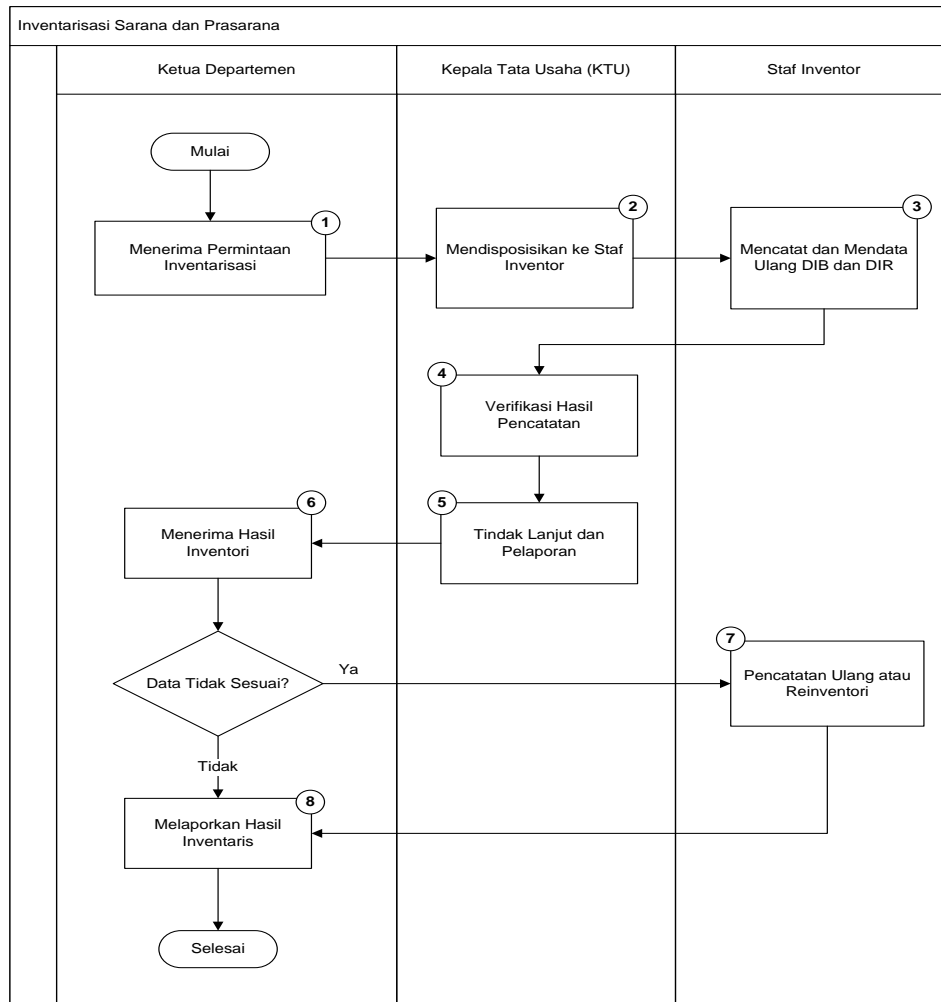 Inventarisasi Sarana dan Prasarana
Ketua Departemen
Kepala Tata Usaha (KTU)
Staf Inventor
Mulai
1
Menerima Permintaan
Inventarisasi
2
Mendisposisikan ke Staf
Inventor
3
Mencatat dan Mendata
Ulang DIB dan DIR
4
Verifikasi Hasil
Pencatatan
5
Tindak Lanjut dan
Pelaporan
6
Menerima Hasil
Inventori
Data Tidak Sesuai?
Ya
7
Pencatatan Ulang atau
Reinventori
Tidak
8
Melaporkan Hasil
Inventaris
Selesai